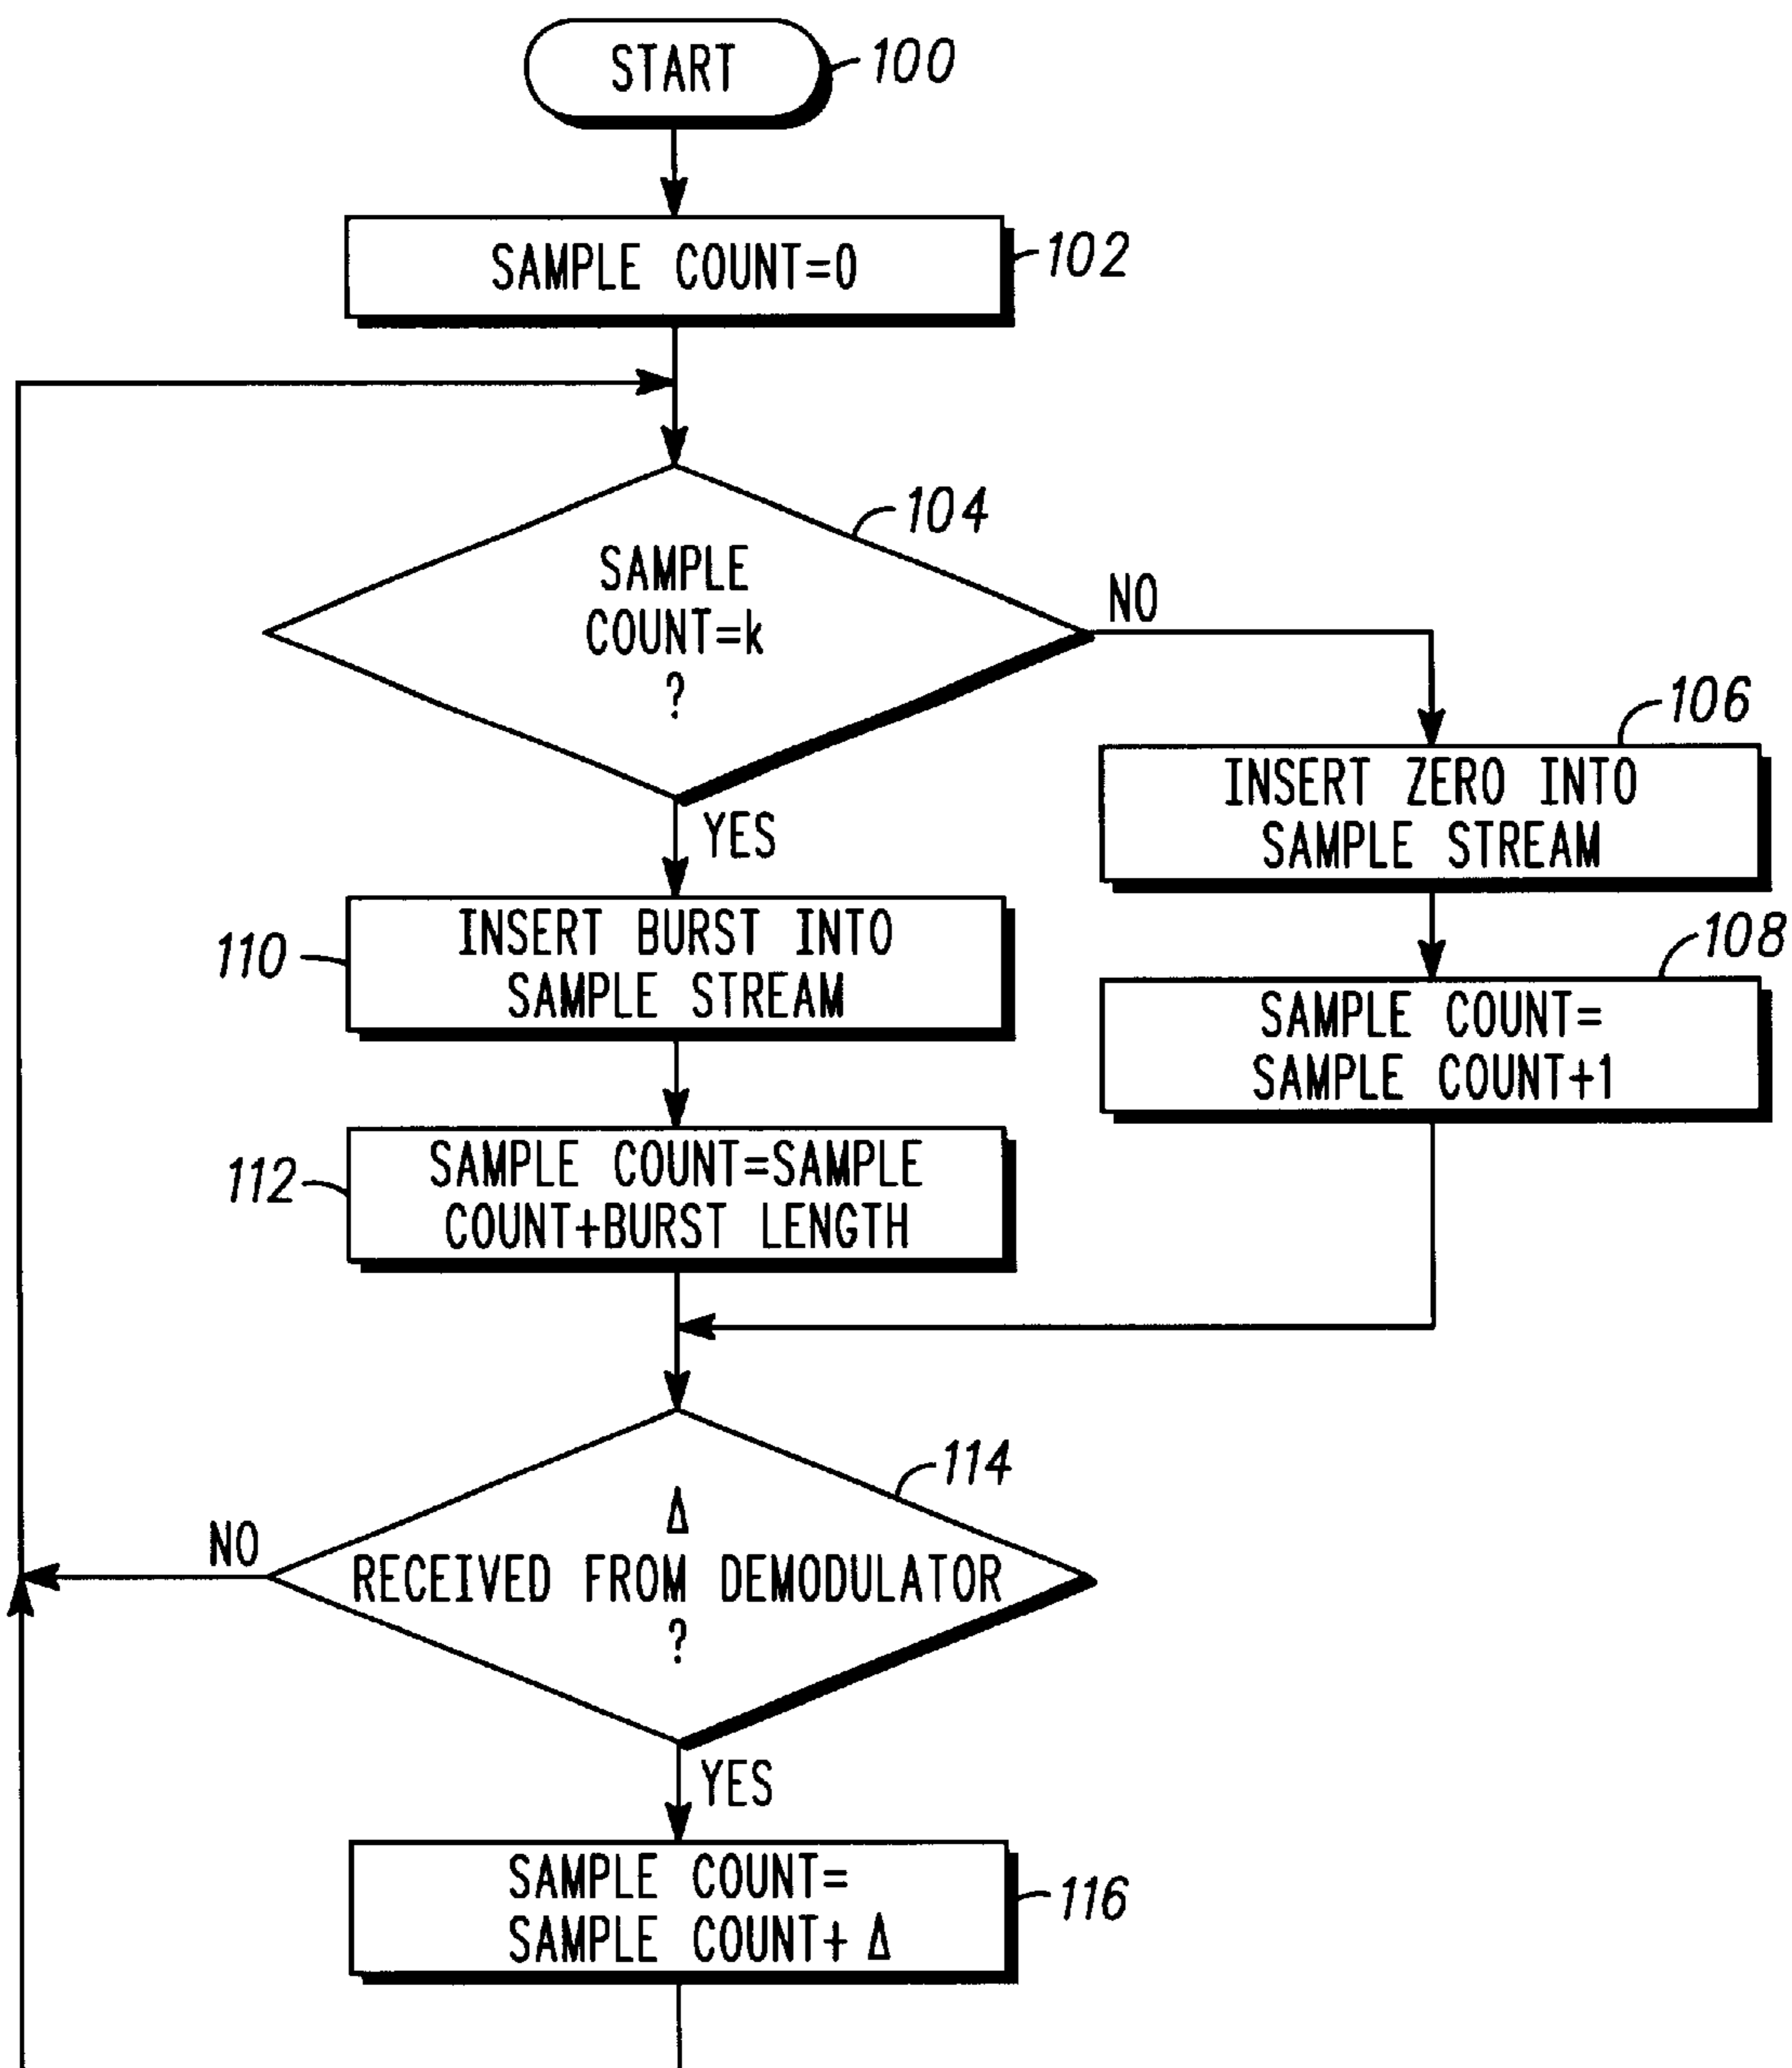 START
100
SAMPLE COUNT=0
102
104
SAMPLE
COUNT=k
?
NO
YES
106
INSERT ZERO INTO
SAMPLE STREAM
108
SAMPLE COUNT=
SAMPLE COUNT+1
110
INSERT BURST INTO
SAMPLE STREAM
112
SAMPLE COUNT=SAMPLE
COUNT+BURST LENGTH
114
Δ
RECEIVED FROM DEMODULATOR
?
NO
YES
SAMPLE COUNT=
SAMPLE COUNT+ Δ
116